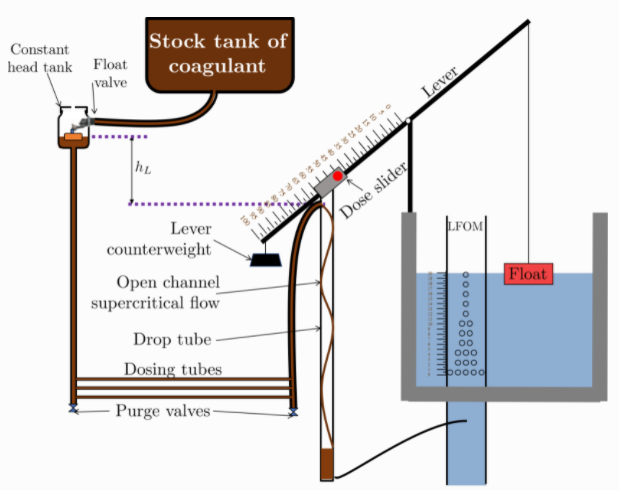 Stock tank of
coagulant
Constant
head tank
Float
valve
Lever
h_L
Dose slider
LFOM
Lever
counterweight
Float
Open channel
supercritical flow
Drop tube
Dosing tubes
Purge valves